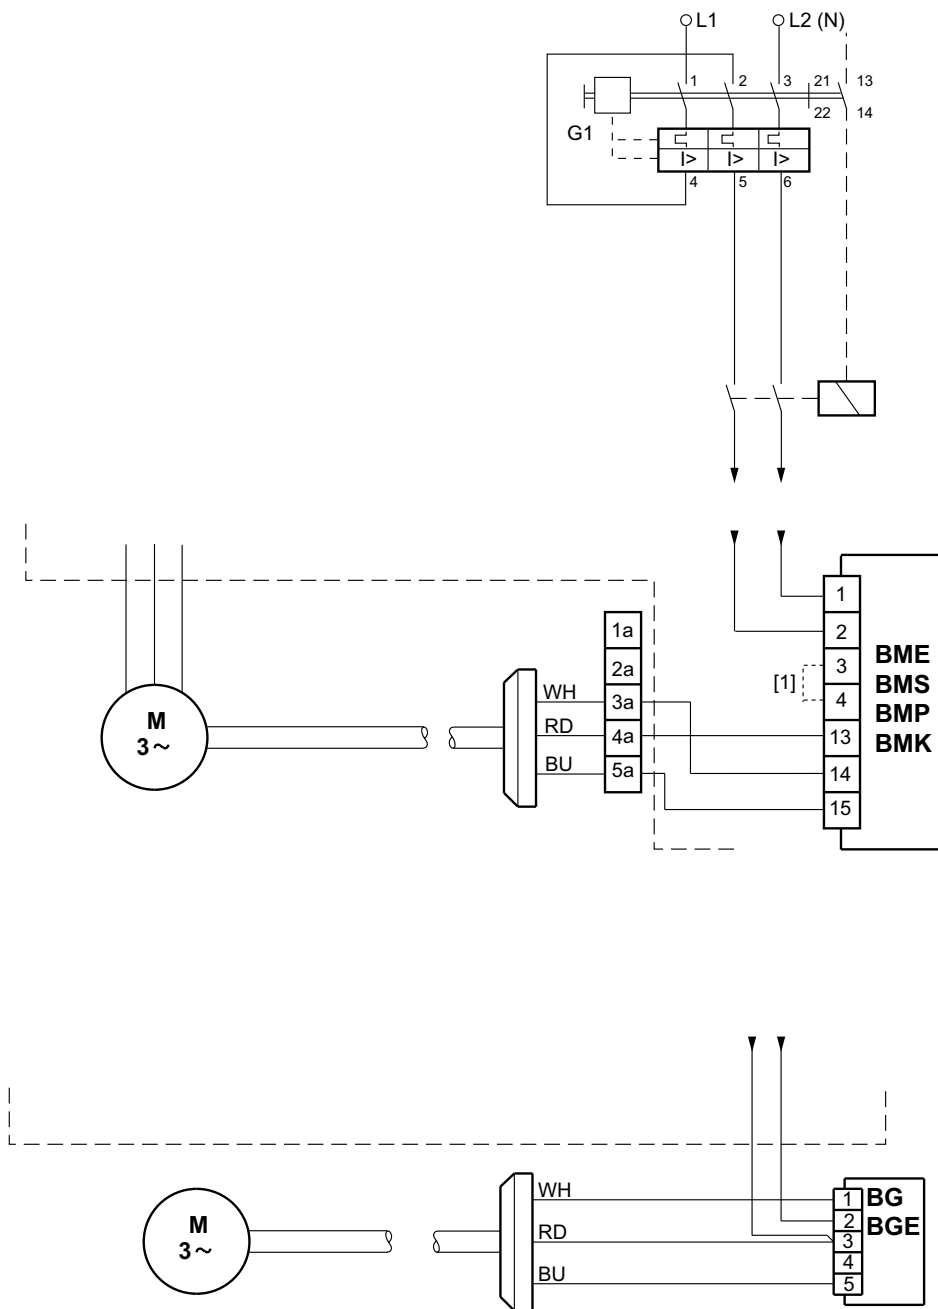 L1 L2 (N)
1 2 3 21 13
22 14
G1
I> I> I>
4 5 6
1
2
3
4
13
14
15
[1]
BME
BMS
BMP
BMK
M
3~
WH
RD
BU
1a
2a
3a
4a
5a
M
3~
WH
RD
BU
1
2
3
4
5
BG
BGE